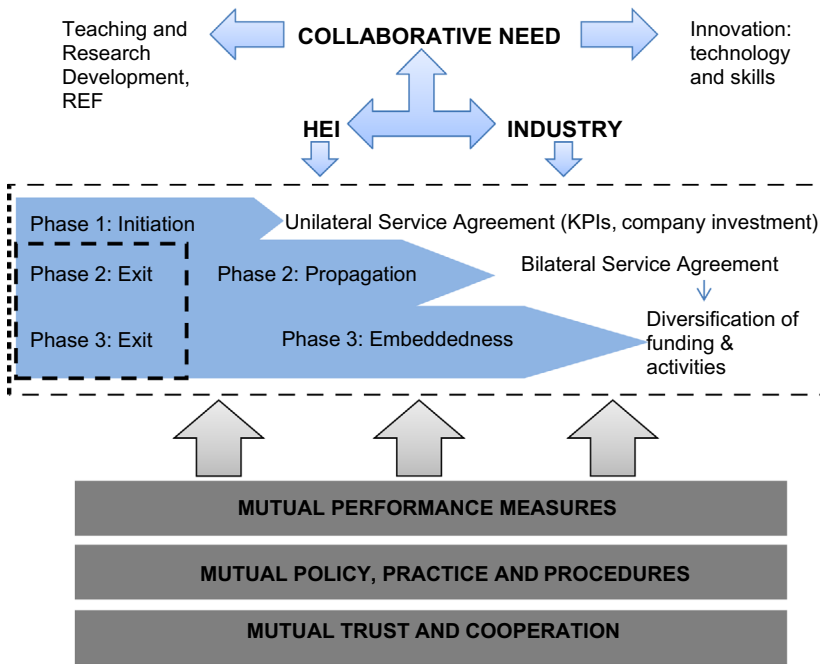 Teaching and
Research
Development,
REF
COLLABORATIVE NEED
Innovation:
technology
and skills
HEI
INDUSTRY
Phase 1: Initiation
Unilateral Service Agreement (KPIs, company investment)
Phase 2: Exit
Phase 2: Propagation
Bilateral Service Agreement
Phase 3: Exit
Phase 3: Embeddedness
Diversification of
funding &
activities
MUTUAL PERFORMANCE MEASURES
MUTUAL POLICY, PRACTICE AND PROCEDURES
MUTUAL TRUST AND COOPERATION